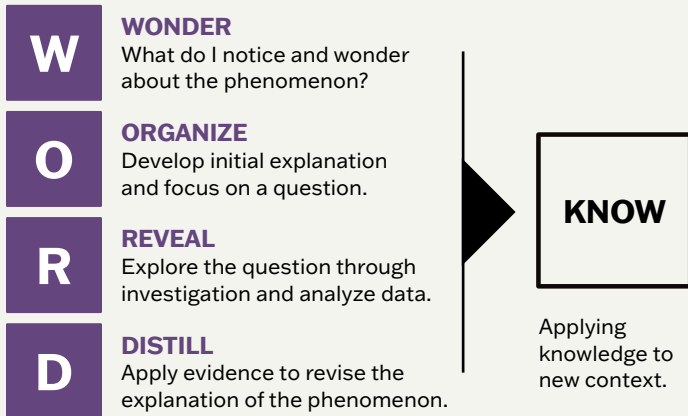 W
WONDER
What do I notice and wonder
about the phenomenon?
O
ORGANIZE
Develop initial explanation
and focus on a question.
R
REVEAL
Explore the question through
investigation and analyze data.
D
DISTILL
Apply evidence to revise the
explanation of the phenomenon.
KNOW
Applying
knowledge to
new context.